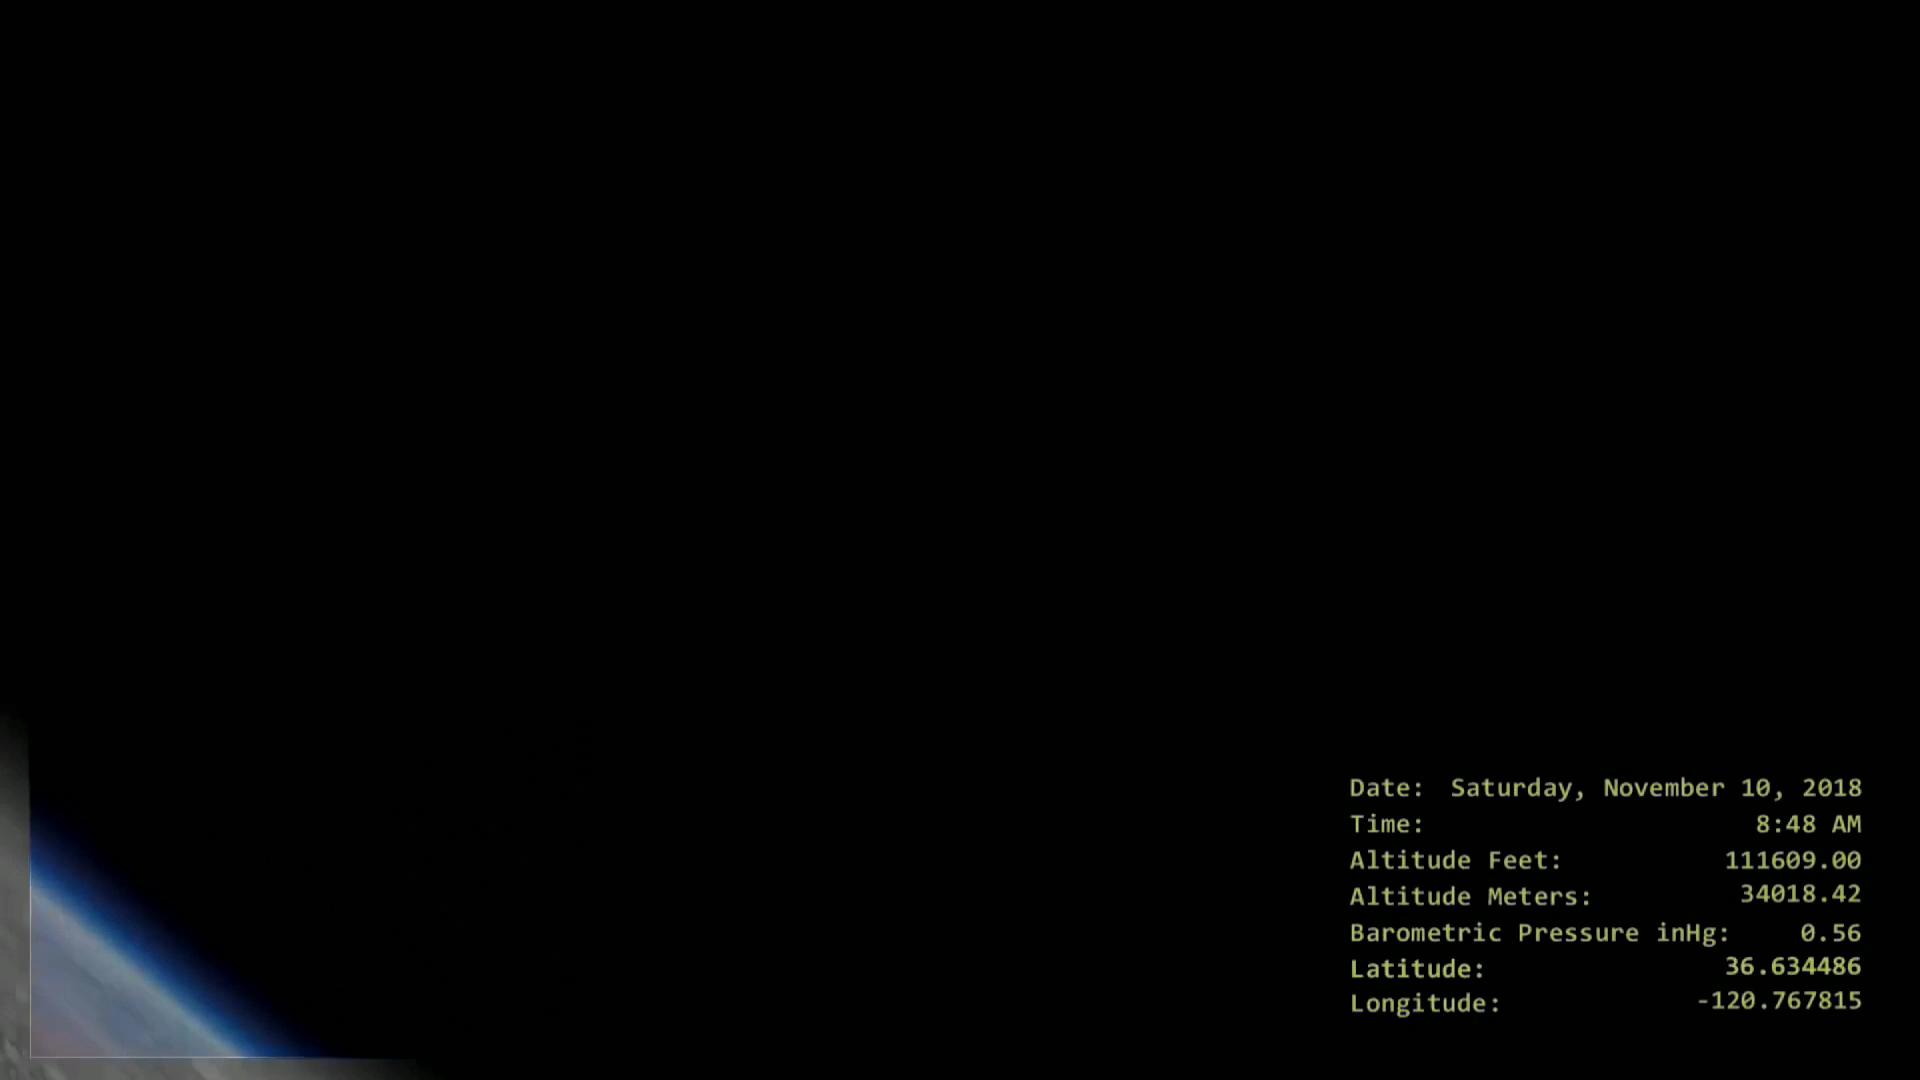 Date: Saturday, November 10, 2018
Time: 8:48 AM
Altitude Feet: 111609.00
Altitude Meters: 34018.42
Barometric Pressure inHg: 0.56
Latitude: 36.634486
Longitude: -120.767815